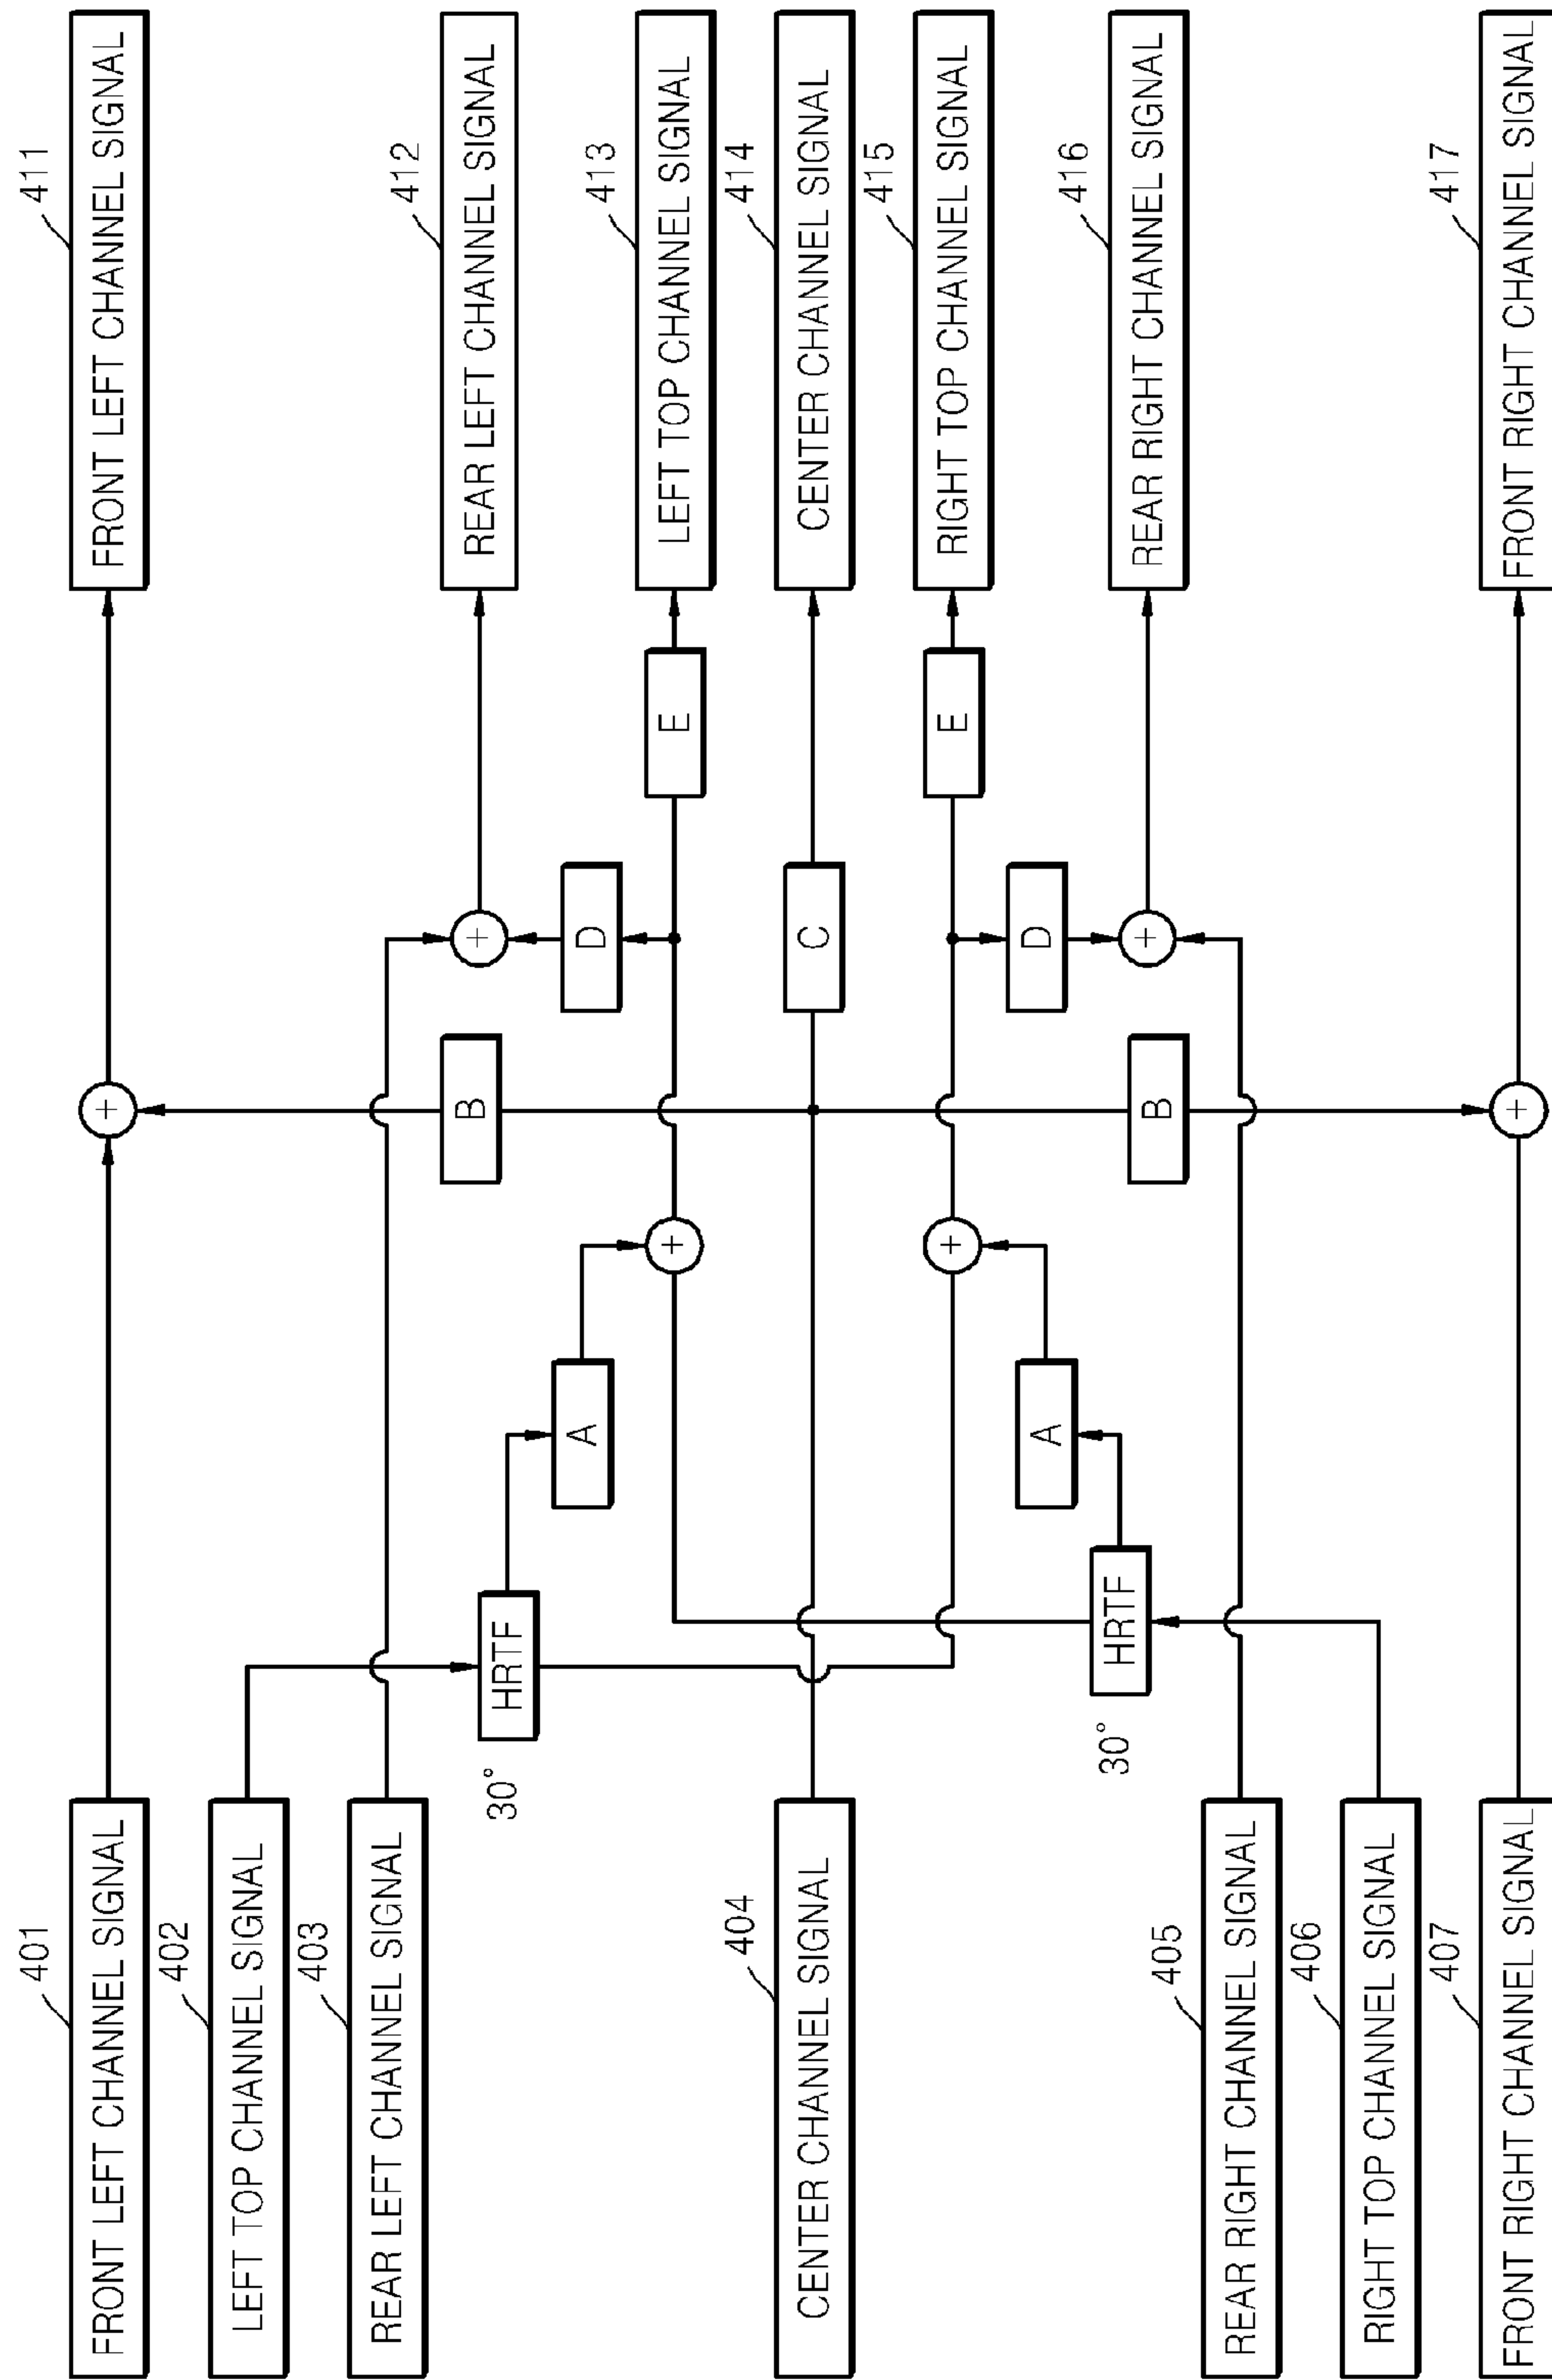 401
FRONT LEFT CHANNEL SIGNAL
402
LEFT TOP CHANNEL SIGNAL
403
REAR LEFT CHANNEL SIGNAL
404
CENTER CHANNEL SIGNAL
405
REAR RIGHT CHANNEL SIGNAL
406
RIGHT TOP CHANNEL SIGNAL
407
FRONT RIGHT CHANNEL SIGNAL
30°
HRTF
30°
HRTF
A
A
+
+
B
B
+
+
C
D
D
+
+
E
E
411
FRONT LEFT CHANNEL SIGNAL
412
REAR LEFT CHANNEL SIGNAL
413
LEFT TOP CHANNEL SIGNAL
414
CENTER CHANNEL SIGNAL
415
RIGHT TOP CHANNEL SIGNAL
416
REAR RIGHT CHANNEL SIGNAL
417
FRONT RIGHT CHANNEL SIGNAL